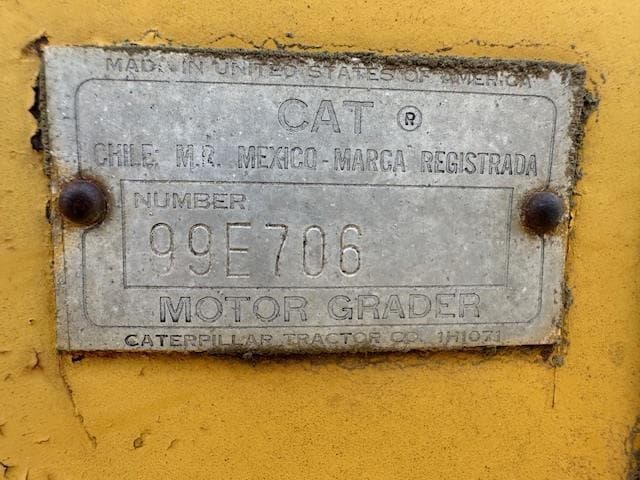 MADE IN UNITED STATES OF AMERICA
CAT ®
CHILE: M.R. MEXICO - MARCA REGISTRADA
NUMBER
99E706
MOTOR GRADER
CATERPILLAR TRACTOR CO. 1H1071